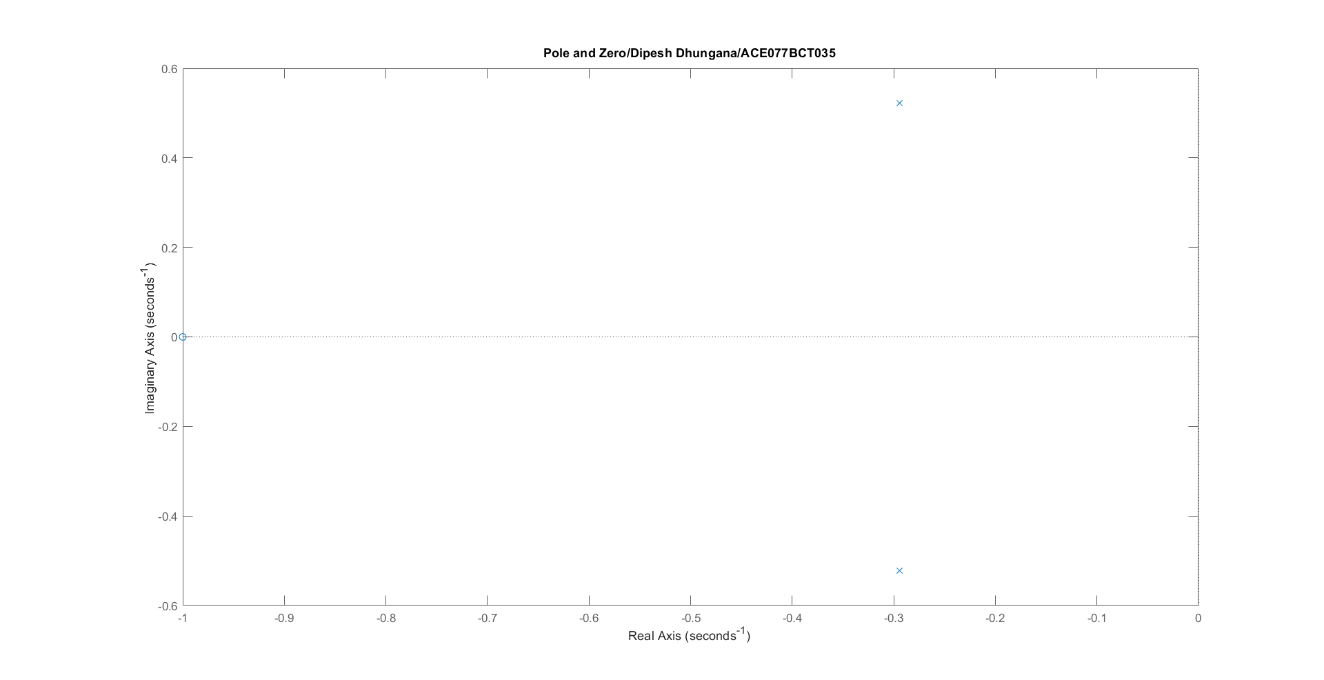 Pole and Zero/Dipesh Dhungana/ACE077BCT035
0.6
0.4
0.2
0
-0.2
-0.4
-0.6
Imaginary Axis (seconds⁻¹)
-1 -0.9 -0.8 -0.7 -0.6 -0.5 -0.4 -0.3 -0.2 -0.1 0
Real Axis (seconds⁻¹)